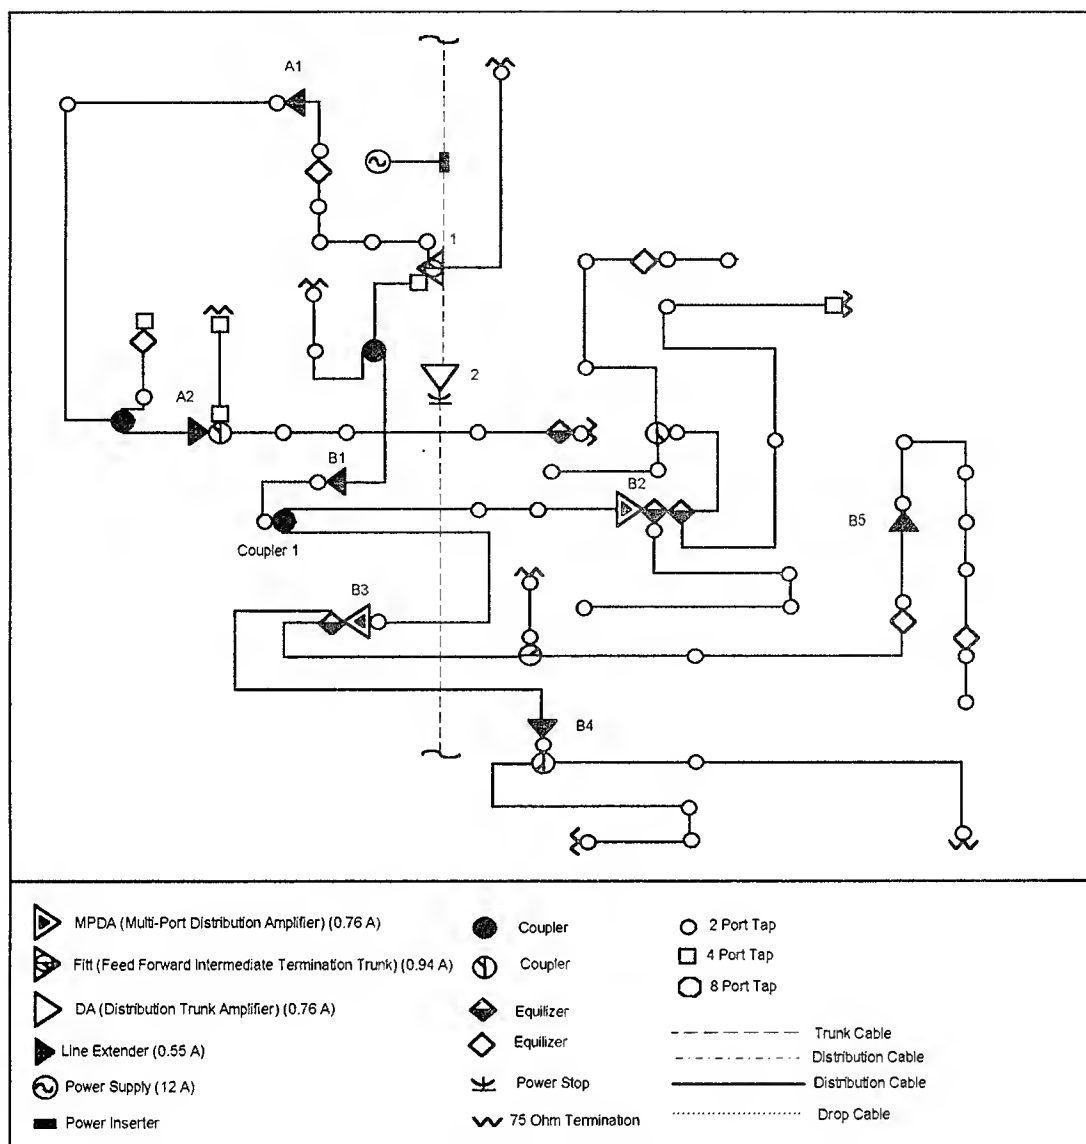 A1
1
2
A2
B1
B2
B5
Coupler 1
B3
B4
MPDA (Multi-Port Distribution Amplifier) (0.76 A)
Fitt (Feed Forward Intermediate Termination Trunk) (0.94 A)
DA (Distribution Trunk Amplifier) (0.76 A)
Line Extender (0.55 A)
Power Supply (12 A)
Power Inserter
Coupler
Coupler
Equilizer
Equilizer
Power Stop
75 Ohm Termination
2 Port Tap
4 Port Tap
8 Port Tap
Trunk Cable
Distribution Cable
Distribution Cable
Drop Cable